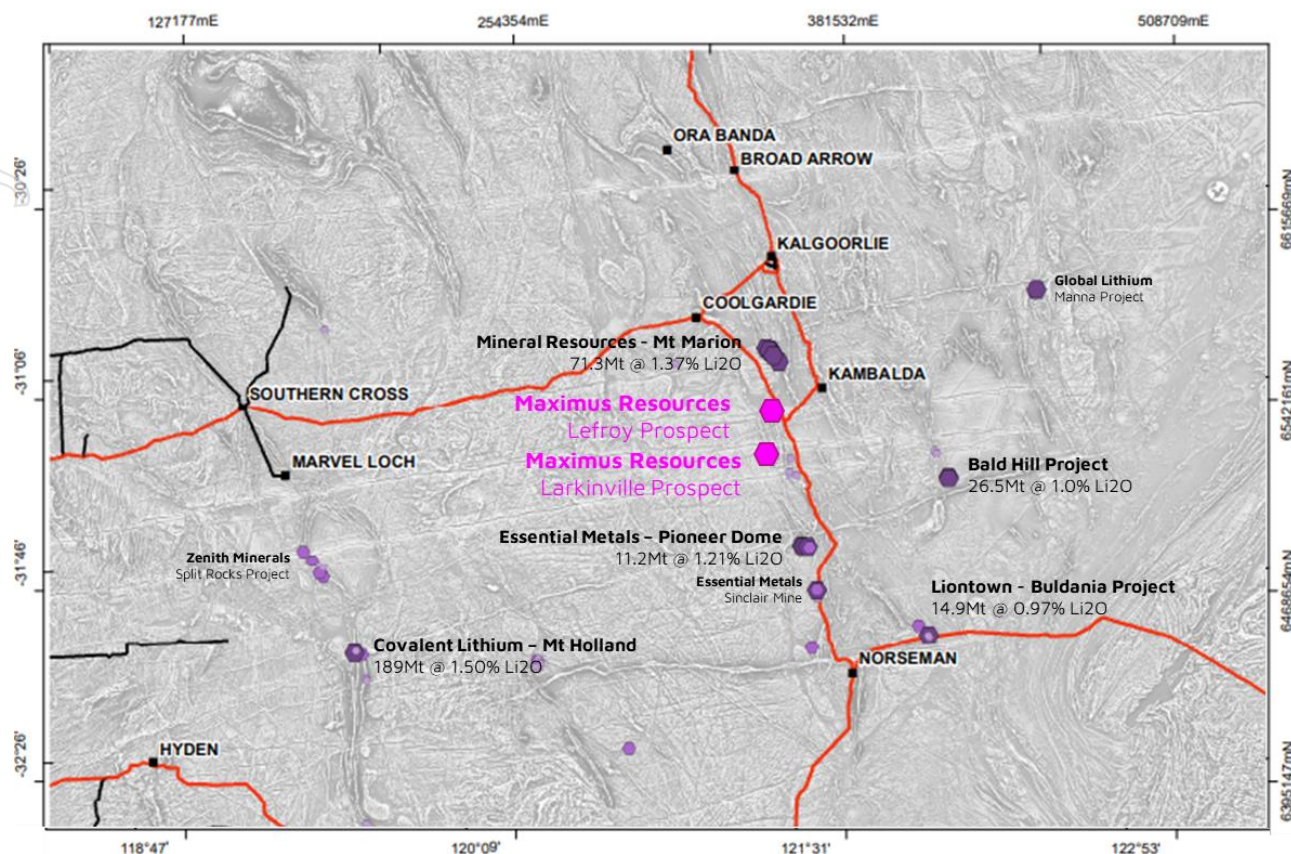 127177mE
254354mE
381532mE
508709mE
ORA BANDA
BROAD ARROW
-30°26'
6615669mN
KALGOORLIE
Global Lithium
Manna Project
COOLGARDIE
Mineral Resources - Mt Marion
71.3Mt @ 1.37% Li2O
-31°06'
KAMBALDA
SOUTHERN CROSS
6542161mN
Maximus Resources
Lefroy Prospect
MARVEL LOCH
Maximus Resources
Larkinville Prospect
Bald Hill Project
26.5Mt @ 1.0% Li2O
Essential Metals – Pioneer Dome
11.2Mt @ 1.21% Li2O
Zenith Minerals
Split Rocks Project
-31°46'
Essential Metals
Sinclair Mine
Liontown - Buldania Project
14.9Mt @ 0.97% Li2O
6468654mN
Covalent Lithium – Mt Holland
189Mt @ 1.50% Li2O
NORSEMAN
HYDEN
-32°26'
6395147mN
118°47'
120°09'
121°31'
122°53'